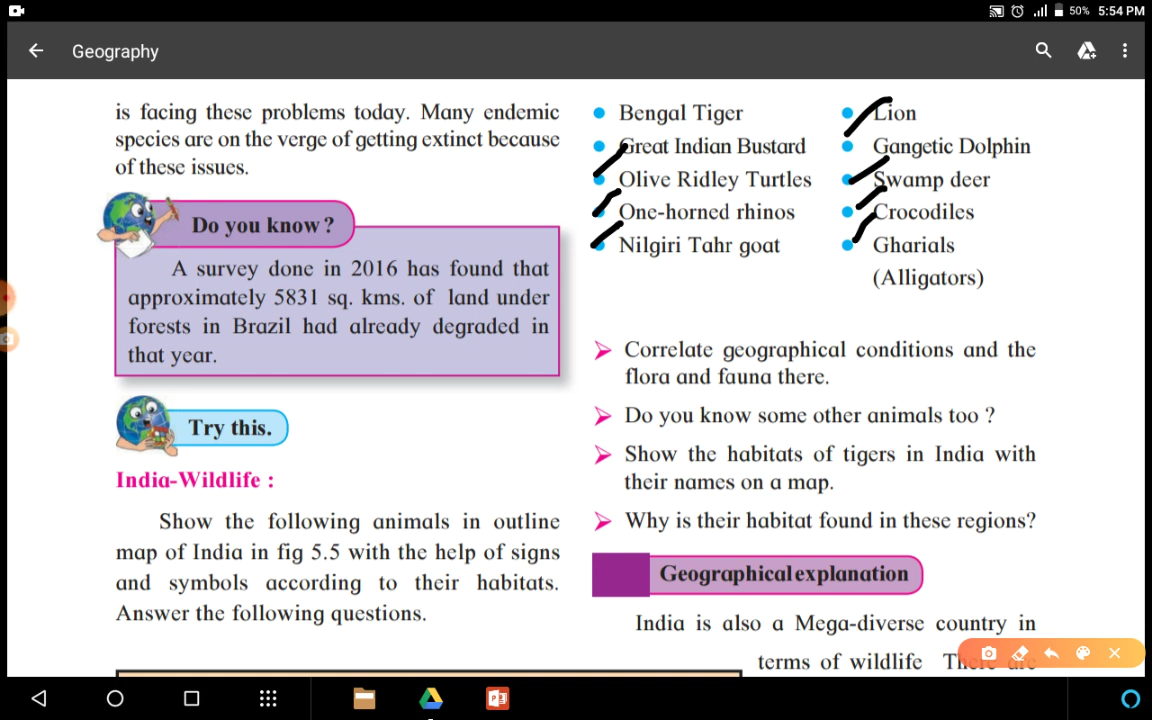 50% 5:54 PM
Geography
is facing these problems today. Many endemic
species are on the verge of getting extinct because
of these issues.
Do you know?
A survey done in 2016 has found that
approximately 5831 sq. kms. of land under
forests in Brazil had already degraded in
that year.
Try this.
India-Wildlife :
Show the following animals in outline
map of India in fig 5.5 with the help of signs
and symbols according to their habitats.
Answer the following questions.
Bengal Tiger
Great Indian Bustard
Olive Ridley Turtles
One-horned rhinos
Nilgiri Tahr goat
Lion
Gangetic Dolphin
Swamp deer
Crocodiles
Gharials
(Alligators)
Correlate geographical conditions and the
flora and fauna there.
Do you know some other animals too ?
Show the habitats of tigers in India with
their names on a map.
Why is their habitat found in these regions?
Geographical explanation
India is also a Mega-diverse country in
terms of wildlife There are